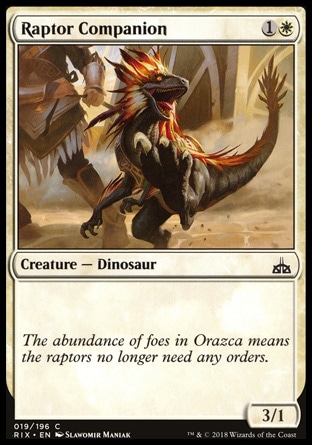 Raptor Companion 1
Creature — Dinosaur
The abundance of foes in Orazca means
the raptors no longer need any orders.
3/1
019/196 C
RIX • EN Slawomir Maniak
™ & © 2018 Wizards of the Coast